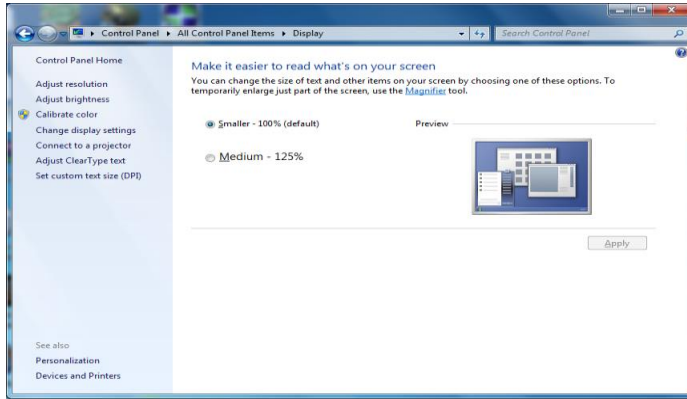 Control Panel ▸ All Control Panel Items ▸ Display
Search Control Panel
Control Panel Home
Adjust resolution
Adjust brightness
Calibrate color
Change display settings
Connect to a projector
Adjust ClearType text
Set custom text size (DPI)
See also
Personalization
Devices and Printers
Make it easier to read what's on your screen
You can change the size of text and other items on your screen by choosing one of these options. To
temporarily enlarge just part of the screen, use the Magnifier tool.
Smaller - 100% (default)
Preview
Medium - 125%
Apply